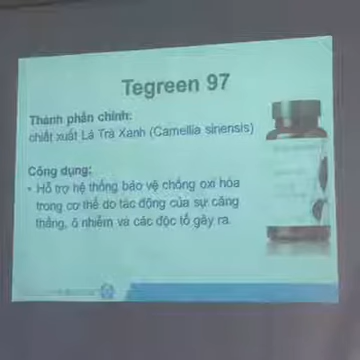 Tegreen 97
Thành phần chính:
chiết xuất Lá Trà Xanh (Camellia sinensis)
Công dụng:
• Hỗ trợ hệ thống bảo vệ chống oxi hóa
trong cơ thể do tác động của sự căng
thẳng, ô nhiễm và các độc tố gây ra.